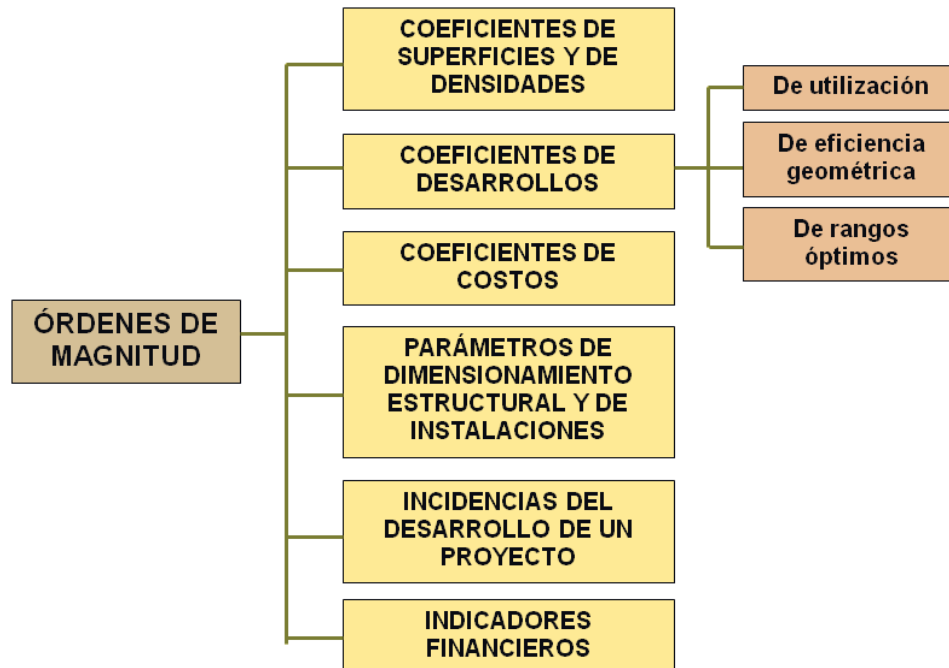 ÓRDENES DE
MAGNITUD
COEFICIENTES DE
SUPERFICIES Y DE
DENSIDADES
COEFICIENTES DE
DESARROLLOS
De utilización
De eficiencia
geométrica
De rangos
óptimos
COEFICIENTES DE
COSTOS
PARÁMETROS DE
DIMENSIONAMIENTO
ESTRUCTURAL Y DE
INSTALACIONES
INCIDENCIAS DEL
DESARROLLO DE UN
PROYECTO
INDICADORES
FINANCIEROS